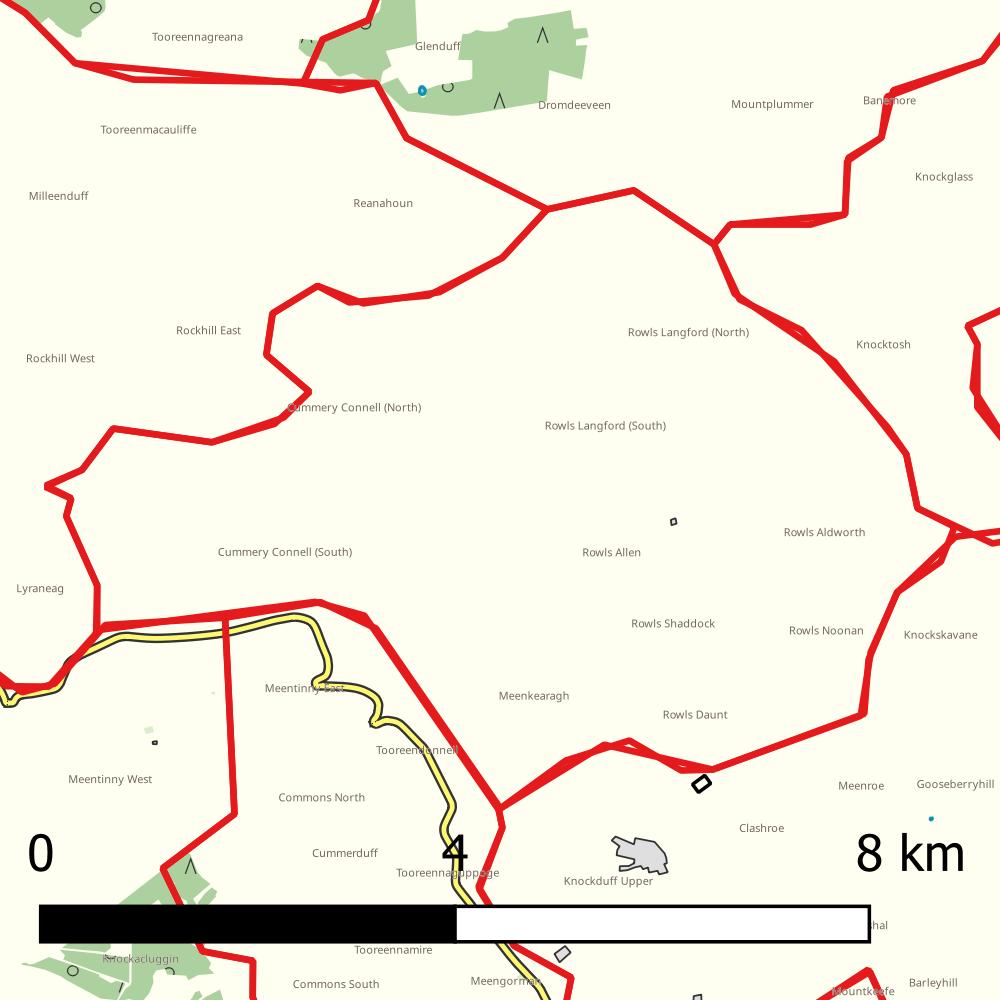 Tooreennagreana
Glenduff
Dromdeeveen
Mountplummer
Banemore
Tooreenmacauliffe
Knockglass
Milleenduff
Reanahoun
Rockhill East
Rowls Langford (North)
Knocktosh
Rockhill West
Cummery Connell (North)
Rowls Langford (South)
Rowls Aldworth
Cummery Connell (South)
Rowls Allen
Lyraneag
Rowls Shaddock
Rowls Noonan
Knockskavane
Meentinny East
Meenkearagh
Rowls Daunt
Tooreendonnell
Meentinny West
Meenroe
Gooseberryhill
Commons North
Clashroe
0
4
8 km
Cummerduff
Tooreennaguppoge
Knockduff Upper
shal
Tooreennamire
Knockacluggin
Commons South
Meengorman
Mountkeefe
Barleyhill